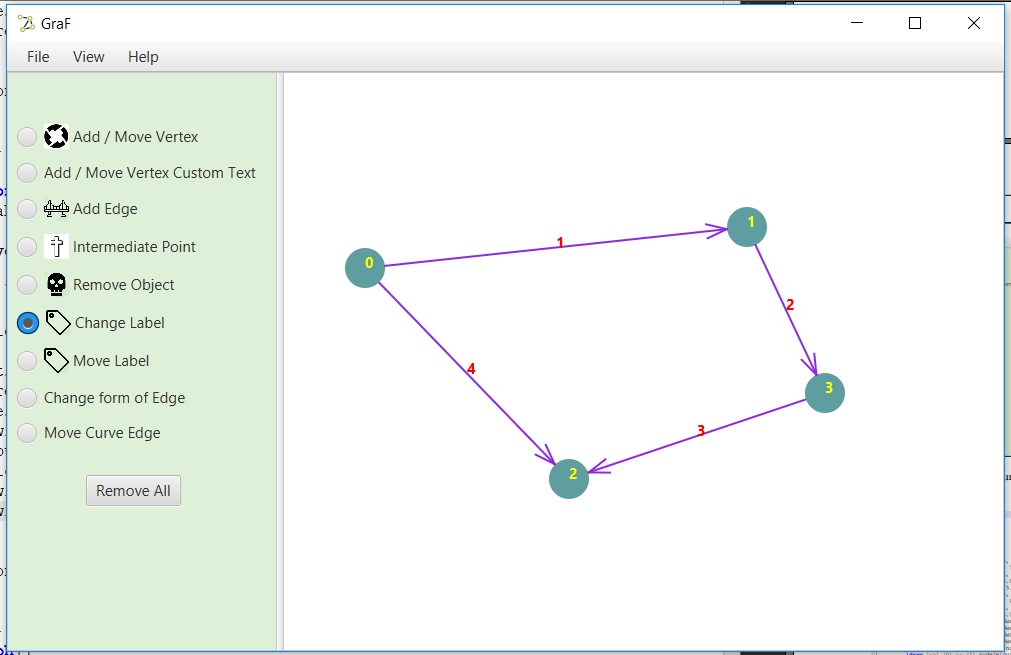 GraF
File View Help
Add / Move Vertex
Add / Move Vertex Custom Text
Add Edge
Intermediate Point
Remove Object
Change Label
Move Label
Change form of Edge
Move Curve Edge
Remove All
1
1
0
2
4
3
3
2